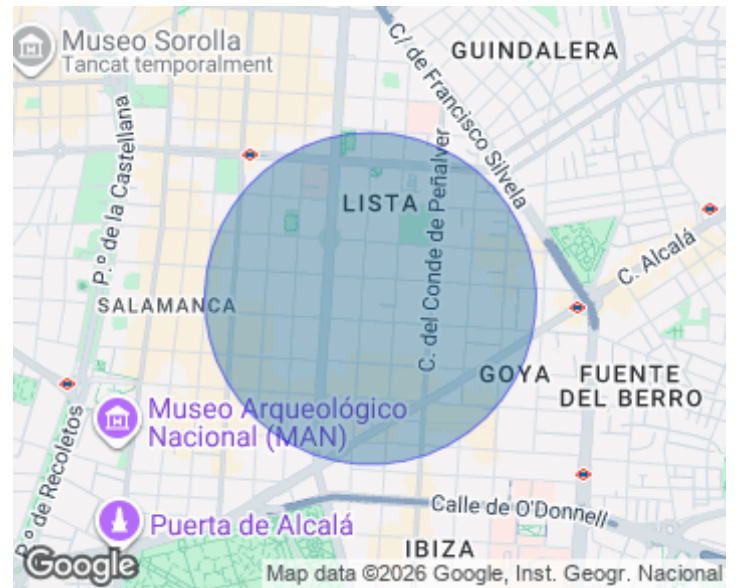 Museo Sorolla
Tancat temporalment
GUINDALERA
C/ de Francisco Silvela
P.º de la Castellana
LISTA
C. del Conde de Peñalver
C. Alcalá
SALAMANCA
GOYA
FUENTE
DEL BERRO
Museo Arqueológico
Nacional (MAN)
P.º de Recoletos
Calle de O'Donnell
Puerta de Alcalá
IBIZA
Google
Map data ©2026 Google, Inst. Geogr. Nacional